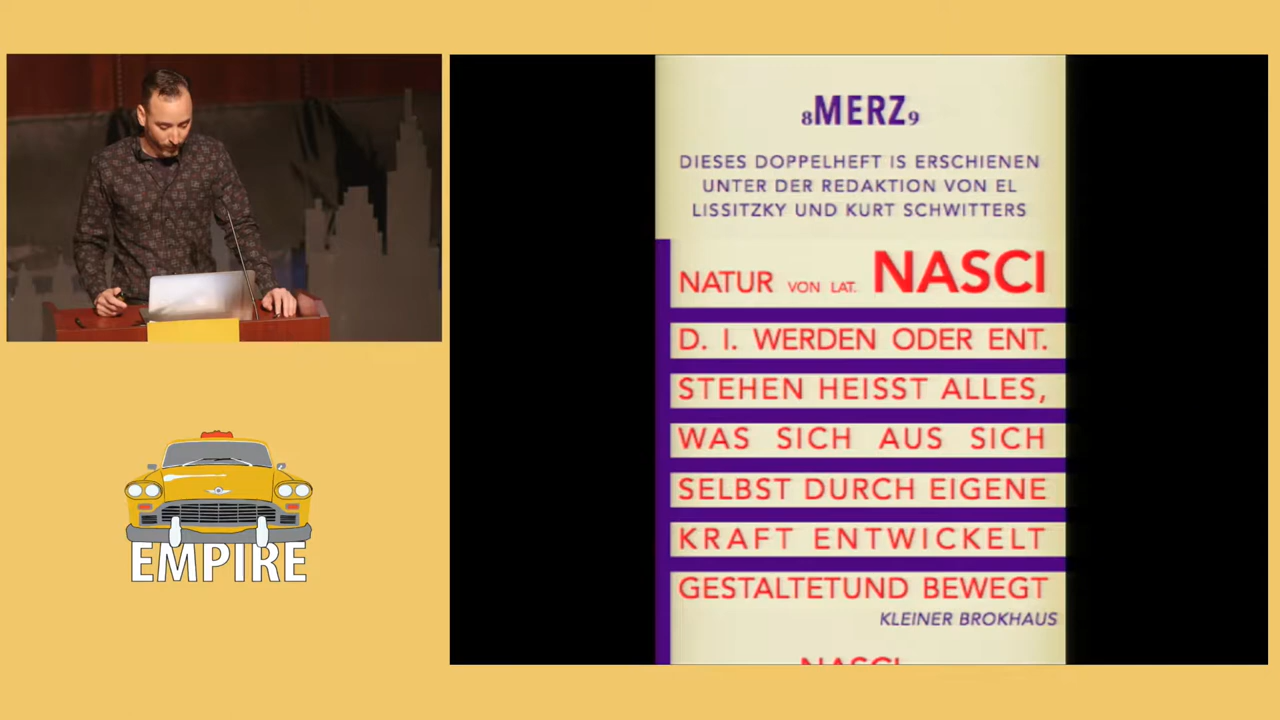 8MERZ9
DIESES DOPPELHEFT IS ERSCHIENEN
UNTER DER REDAKTION VON EL
LISSITZKY UND KURT SCHWITTERS
NATUR VON LAT. NASCI
D. I. WERDEN ODER ENT.
STEHEN HEISST ALLES,
WAS SICH AUS SICH
SELBST DURCH EIGENE
KRAFT ENTWICKELT
GESTALTETUND BEWEGT
KLEINER BROKHAUS
NASCI
EMPIRE